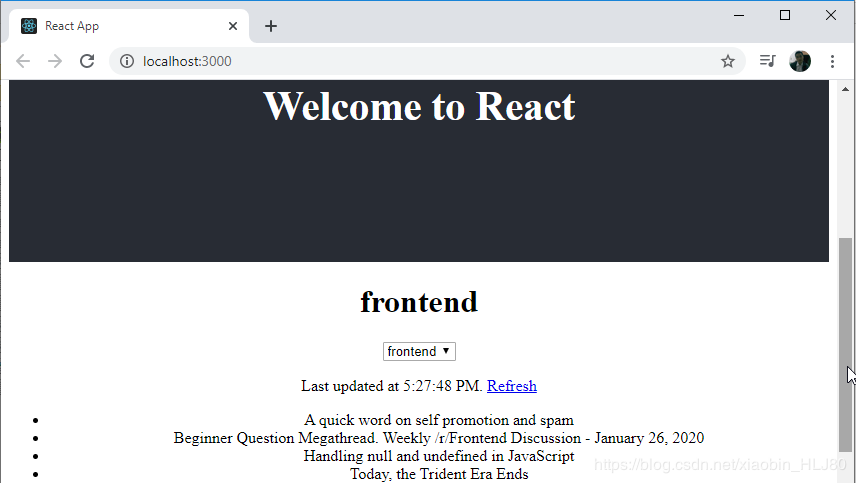 React App
localhost:3000
Welcome to React
frontend
frontend
Last updated at 5:27:48 PM. Refresh
A quick word on self promotion and spam
Beginner Question Megathread. Weekly /r/Frontend Discussion - January 26, 2020
Handling null and undefined in JavaScript
Today, the Trident Era Ends
https://blog.csdn.net/xiaobin_HLJ80